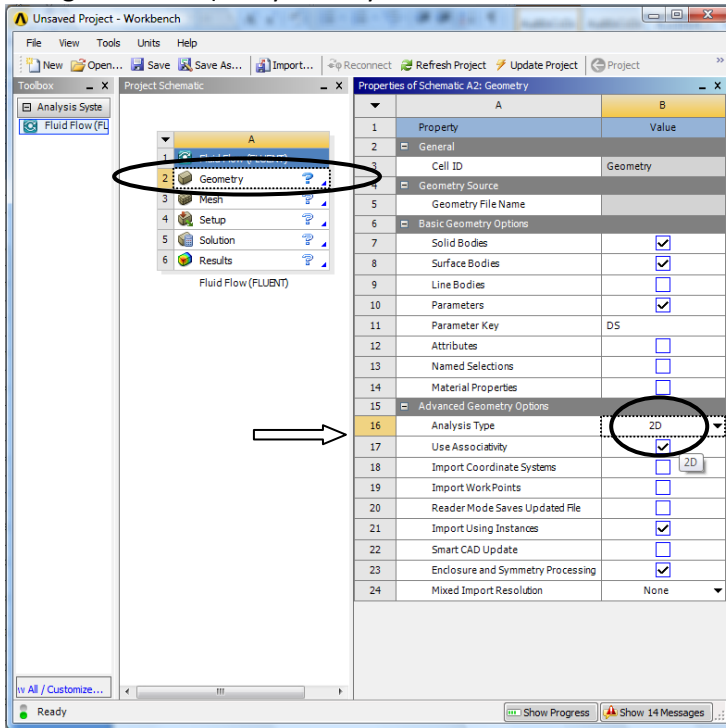 Unsaved Project - Workbench
File View Tools Units Help
New Open... Save Save As... Import... Reconnect Refresh Project Update Project Project »
Toolbox
Analysis Syste
Fluid Flow (FL
w All / Customize...
Project Schematic
A
1 Fluid Flow (FLUENT)
2 Geometry ?
3 Mesh ?
4 Setup ?
5 Solution ?
6 Results ?
Fluid Flow (FLUENT)
Properties of Schematic A2: Geometry
A B
1 Property Value
2 General
3 Cell ID Geometry
4 Geometry Source
5 Geometry File Name
6 Basic Geometry Options
7 Solid Bodies
8 Surface Bodies
9 Line Bodies
10 Parameters
11 Parameter Key DS
12 Attributes
13 Named Selections
14 Material Properties
15 Advanced Geometry Options
16 Analysis Type 2D
17 Use Associativity
2D
18 Import Coordinate Systems
19 Import Work Points
20 Reader Mode Saves Updated File
21 Import Using Instances
22 Smart CAD Update
23 Enclosure and Symmetry Processing
24 Mixed Import Resolution None
Ready
Show Progress Show 14 Messages